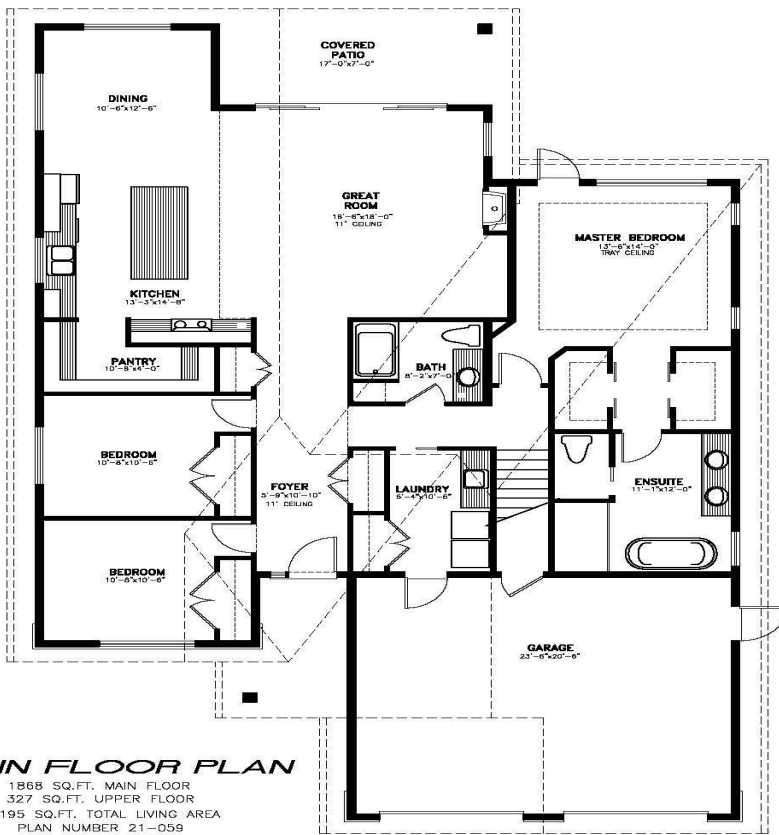 COVERED
PATIO
17'-0"x7'-0"
DINING
10'-6"x12'-6"
GREAT
ROOM
16'-6"x18'-0"
11' CEILING
MASTER BEDROOM
13'-6"x14'-0"
TRAY CEILING
KITCHEN
13'-3"x14'-8"
PANTRY
10'-8"x4'-0"
BATH
8'-2"x7'-0"
BEDROOM
10'-8"x10'-6"
FOYER
5'-9"x10'-10"
11' CEILING
LAUNDRY
6'-4"x10'-6"
ENSUITE
11'-1"x12'-0"
BEDROOM
10'-8"x10'-6"
GARAGE
23'-6"x20'-6"
IN FLOOR PLAN
1868 SQ.FT. MAIN FLOOR
327 SQ.FT. UPPER FLOOR
195 SQ.FT. TOTAL LIVING AREA
PLAN NUMBER 21-059